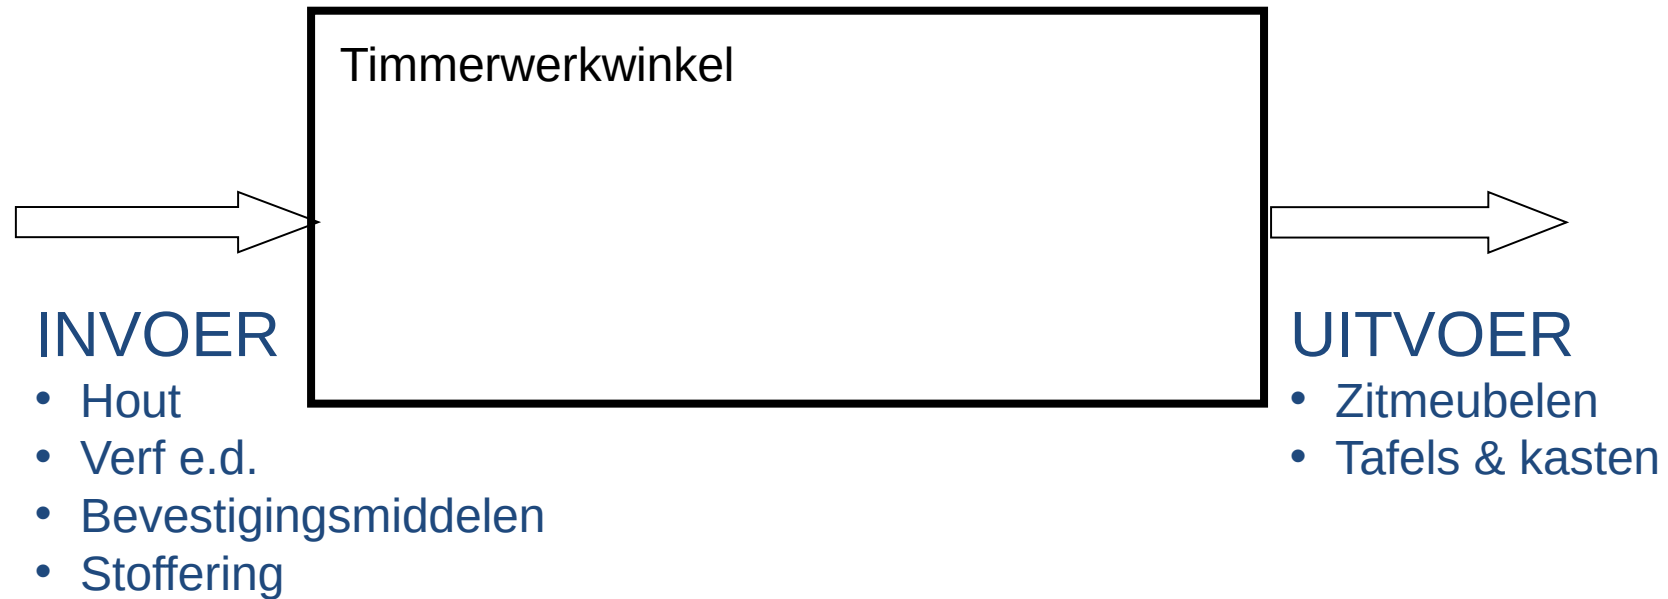 Timmerwerkwinkel
INVOER
• Hout
• Verf e.d.
• Bevestigingsmiddelen
• Stoffering
UITVOER
• Zitmeubelen
• Tafels & kasten